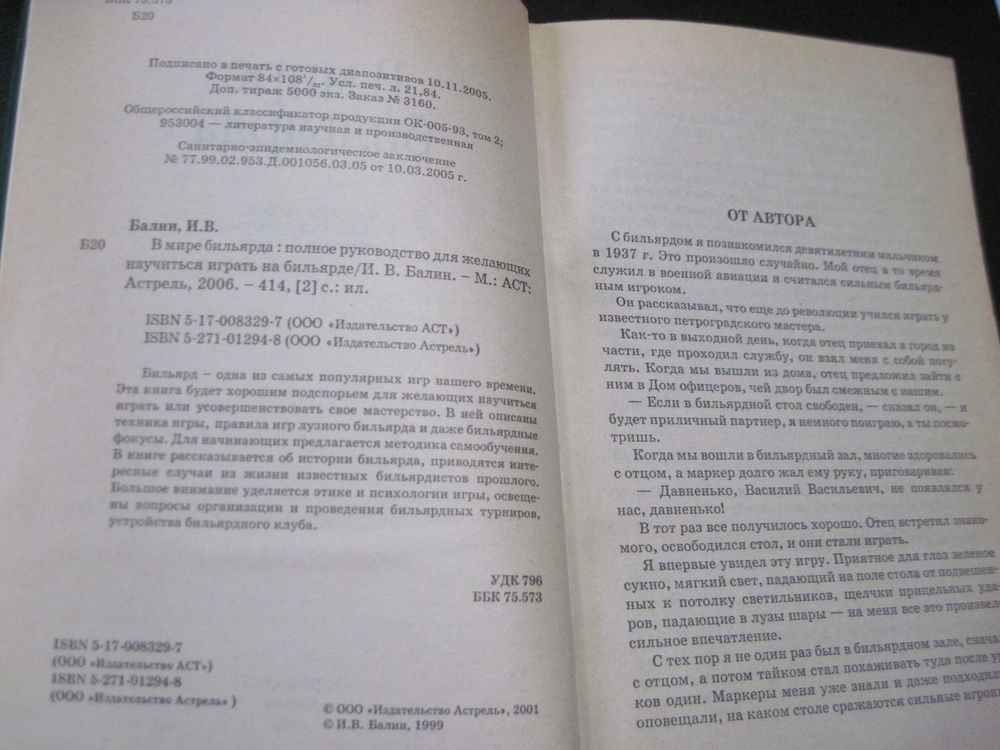 ББК 75.573
Б20
Подписано в печать с готовых диапозитивов 10.11.2005.
Формат 84×108¹/₃₂. Усл. печ. л. 21,84.
Доп. тираж 5000 экз. Заказ № 3160.
Общероссийский классификатор продукции ОК-005-93, том 2;
953004 — литература научная и производственная
Санитарно-эпидемиологическое заключение
№ 77.99.02.953.Д.001056.03.05 от 10.03.2005 г.
Балин, И.В.
Б20 В мире бильярда : полное руководство для желающих
научиться играть на бильярде/И. В. Балин. – М.: АСТ:
Астрель, 2006. – 414, [2] с.: ил.
ISBN 5-17-008329-7 (ООО «Издательство АСТ»)
ISBN 5-271-01294-8 (ООО «Издательство Астрель»)
Бильярд – одна из самых популярных игр нашего времени.
Эта книга будет хорошим подспорьем для желающих научиться
играть или усовершенствовать свое мастерство. В ней описаны
техника игры, правила игр лузного бильярда и даже бильярдные
фокусы. Для начинающих предлагается методика самообучения.
В книге рассказывается об истории бильярда, приводятся инте-
ресные случаи из жизни известных бильярдистов прошлого.
Большое внимание уделяется этике и психологии игры, освеще-
ны вопросы организации и проведения бильярдных турниров,
устройства бильярдного клуба.
УДК 796
ББК 75.573
ISBN 5-17-008329-7
(ООО «Издательство АСТ»)
ISBN 5-271-01294-8
(ООО «Издательство Астрель» )
© ООО «Издательство Астрель», 2001
© И.В. Балин, 1999
ОТ АВТОРА
С бильярдом я познакомился девятилетним мальчиком
в 1937 г. Это произошло случайно. Мой отец в то время
служил в военной авиации и считался сильным бильярд-
ным игроком.
Он рассказывал, что еще до революции учился играть у
известного петроградского мастера.
Как-то в выходной день, когда отец приехал в город из
части, где проходил службу, он взял меня с собой погу-
лять. Когда мы вышли из дома, отец предложил зайти с
ним в Дом офицеров, чей двор был смежным с нашим.
— Если в бильярдной стол свободен, — сказал он, — и
будет приличный партнер, я немного поиграю, а ты посмо-
тришь.
Когда мы вошли в бильярдный зал, многие здоровались
с отцом, а маркер долго жал ему руку, приговаривая:
— Давненько, Василий Васильевич, не появлялся у
нас, давненько!
В тот раз все получилось хорошо. Отец встретил знако-
мого, освободился стол, и они стали играть.
Я впервые увидел эту игру. Приятное для глаз зеленое
сукно, мягкий свет, падающий на поле стола от подвешен-
ных к потолку светильников, щелчки прицельных уда-
ров, падающие в лузы шары — на меня все это произвел
сильное впечатление.
С тех пор я не один раз был в бильярдном зале, снача
с отцом, а потом тайком стал похаживать туда после ур
ков один. Маркеры меня уже знали и даже подходил
оповещали, на каком столе сражаются сильные игрок